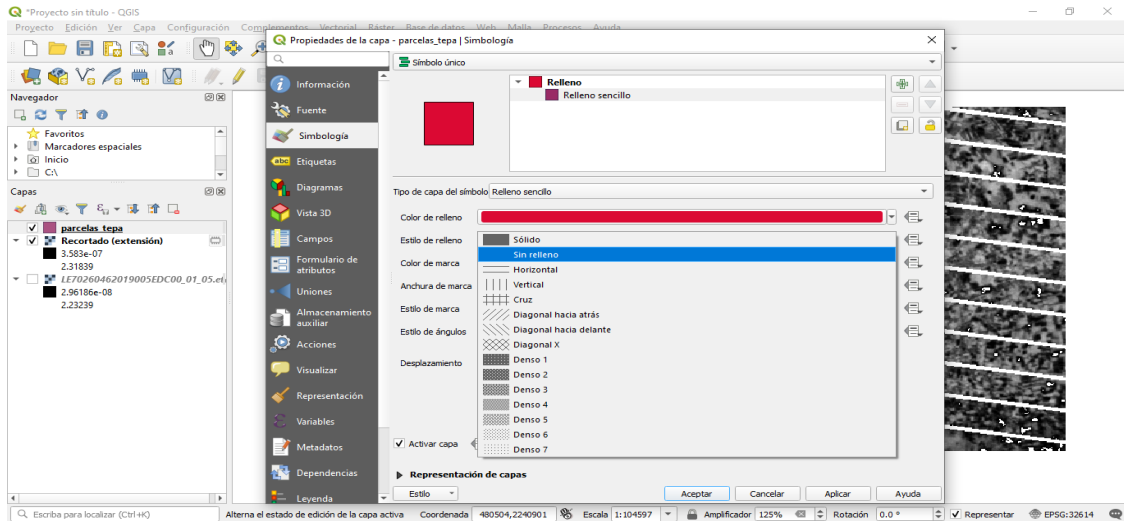 *Proyecto sin título - QGIS
Proyecto Edición Ver Capa Configuración Complementos Vectorial Ráster Base de datos Web Malla Procesos Ayuda
Navegador
Favoritos
Marcadores espaciales
Inicio
C:\
Capas
parcelas_tepa
Recortado (extensión)
3.583e-07
2.31839
LE70260462019005EDC00_01_05.et
2.96186e-08
2.23239
Propiedades de la capa - parcelas_tepa | Simbología
Información
Fuente
Simbología
abc Etiquetas
Diagramas
Vista 3D
Campos
Formulario de
atributos
Uniones
Almacenamiento
auxiliar
Acciones
Visualizar
Representación
Variables
Metadatos
Dependencias
Leyenda
Símbolo único
Relleno
Relleno sencillo
Tipo de capa del símbolo Relleno sencillo
Color de relleno
Estilo de relleno
Color de marca
Anchura de marca
Estilo de marca
Estilo de ángulos
Desplazamiento
Sólido
Sin relleno
Horizontal
Vertical
Cruz
Diagonal hacia atrás
Diagonal hacia delante
Diagonal X
Denso 1
Denso 2
Denso 3
Denso 4
Denso 5
Denso 6
Denso 7
Activar capa
Representación de capas
Estilo Aceptar Cancelar Aplicar Ayuda
Escriba para localizar (Ctrl+K) Alterna el estado de edición de la capa activa Coordenada 480504,2240901 Escala 1:104597 Amplificador 125% Rotación 0.0 ° Representar EPSG:32614